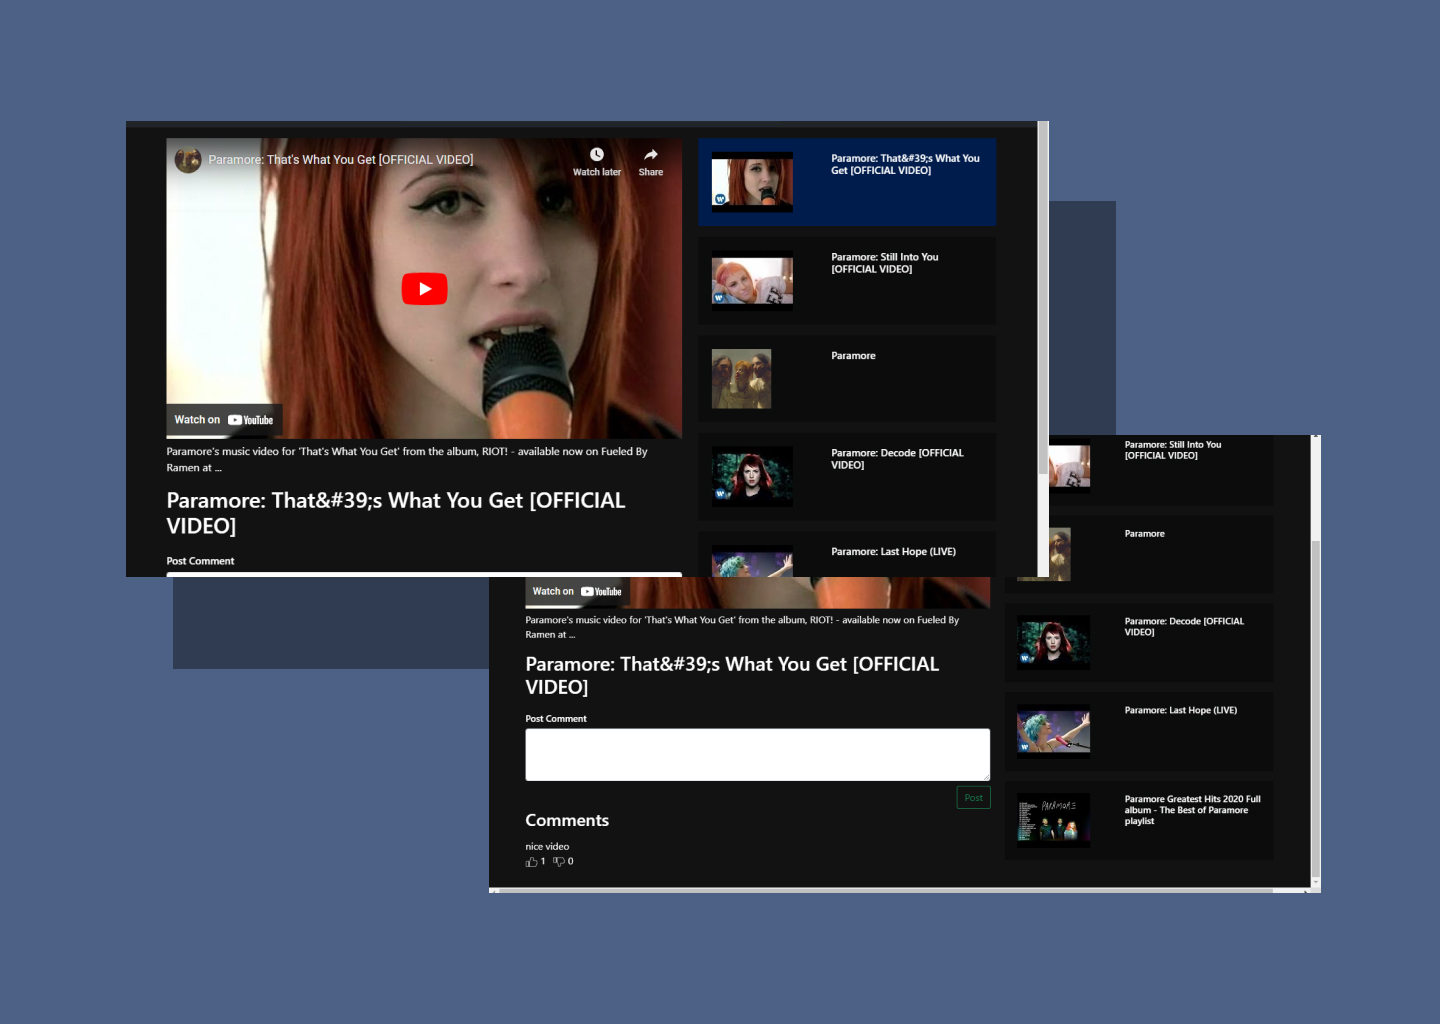 Paramore: That's What You Get [OFFICIAL VIDEO]
Watch later
Share
Watch on YouTube
Paramore's music video for 'That's What You Get' from the album, RIOT! - available now on Fueled By
Ramen at ...
Paramore: That&#39;s What You Get [OFFICIAL
VIDEO]
Post Comment
Paramore: That&#39;s What You
Get [OFFICIAL VIDEO]
Paramore: Still Into You
[OFFICIAL VIDEO]
Paramore
Paramore: Decode [OFFICIAL
VIDEO]
Paramore: Last Hope (LIVE)
Watch on YouTube
Paramore's music video for 'That's What You Get' from the album, RIOT! - available now on Fueled By
Ramen at ...
Paramore: That&#39;s What You Get [OFFICIAL
VIDEO]
Post Comment
Post
Comments
nice video
1 0
Paramore: Still Into You
[OFFICIAL VIDEO]
Paramore
Paramore: Decode [OFFICIAL
VIDEO]
Paramore: Last Hope (LIVE)
PARAMORE
Paramore Greatest Hits 2020 Full
album - The Best of Paramore
playlist